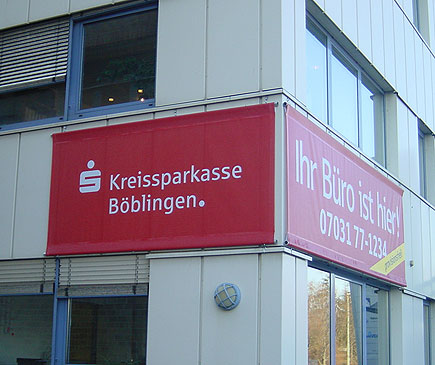 Kreissparkasse
Böblingen.
Ihr Büro ist hier!
07031 77-1234